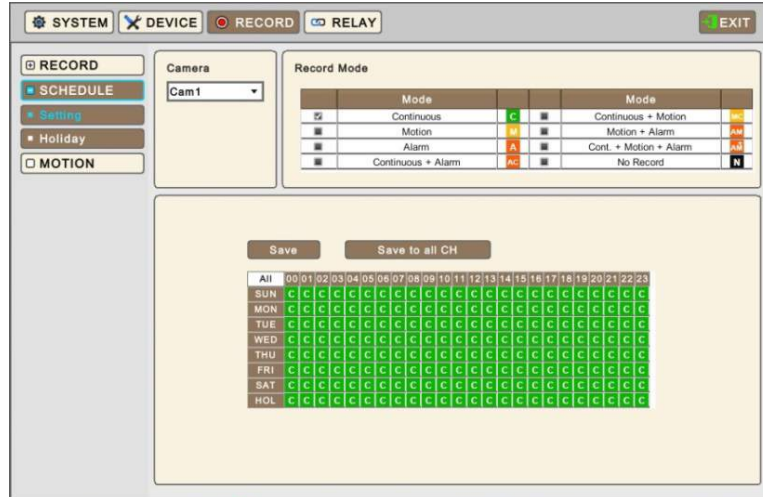 SYSTEM DEVICE RECORD RELAY EXIT
RECORD
SCHEDULE
Setting
Holiday
MOTION
Camera
Cam1
Record Mode
Mode Mode
Continuous C Continuous + Motion MC
Motion M Motion + Alarm AM
Alarm A Cont. + Motion + Alarm
Continuous + Alarm AC No Record N
Save Save to all CH
All 00 01 02 03 04 05 06 07 08 09 10 11 12 13 14 15 16 17 18 19 20 21 22 23
SUN C C C C C C C C C C C C C C C C C C C C C C C C
MON C C C C C C C C C C C C C C C C C C C C C C C C
TUE C C C C C C C C C C C C C C C C C C C C C C C C
WED C C C C C C C C C C C C C C C C C C C C C C C C
THU C C C C C C C C C C C C C C C C C C C C C C C C
FRI C C C C C C C C C C C C C C C C C C C C C C C C
SAT C C C C C C C C C C C C C C C C C C C C C C C C
HOL C C C C C C C C C C C C C C C C C C C C C C C C